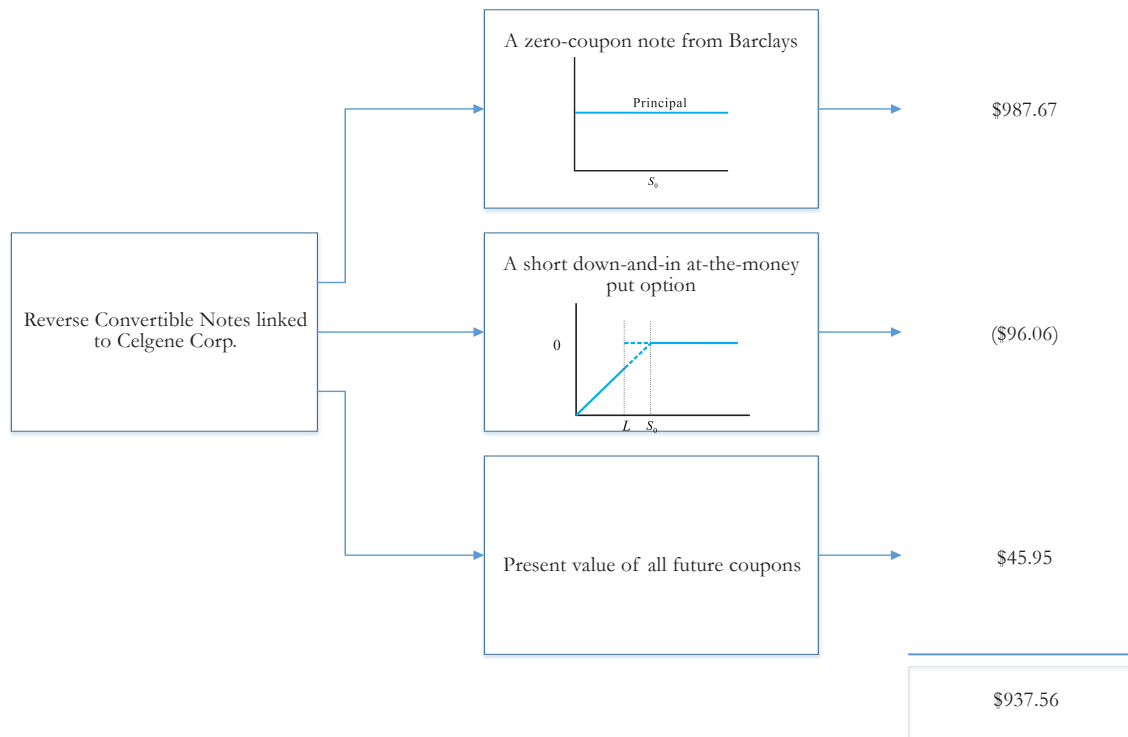 A zero-coupon note from Barclays
Principal
S₀
$987.67
Reverse Convertible Notes linked
to Celgene Corp.
A short down-and-in at-the-money
put option
0
L S₀
($96.06)
Present value of all future coupons
$45.95
$937.56